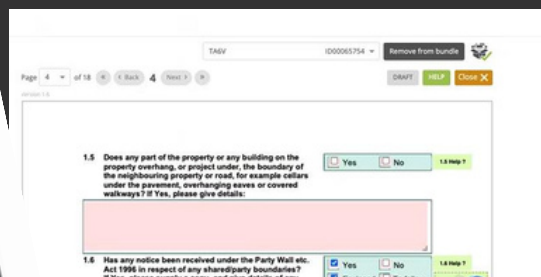 TA6V ID00065754 Remove from bundle
Page 4 of 18 Back 4 Next DRAFT HELP Close X
Version 1.6
1.5 Does any part of the property or any building on the Yes No 1.5 Help ?
property overhang, or project under, the boundary of
the neighbouring property or road, for example cellars
under the pavement, overhanging eaves or covered
walkways? If Yes, please give details:
1.6 Has any notice been received under the Party Wall etc. Yes No 1.6 Help ?
Act 1996 in respect of any shared/party boundaries?